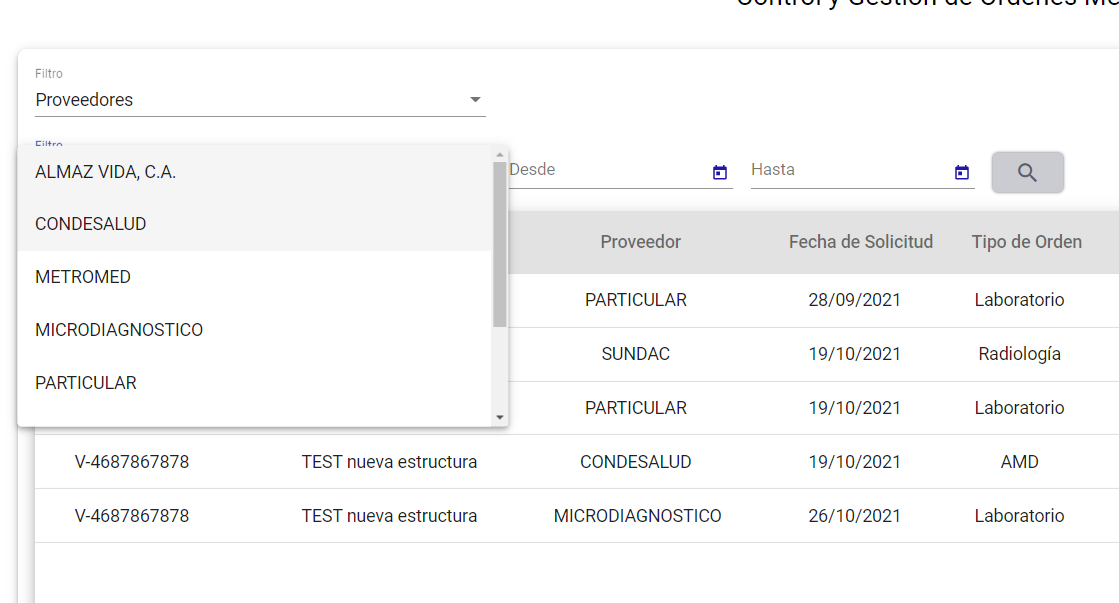 Control y Gestión de Ordenes
Filtro
Proveedores
Filtro
ALMAZ VIDA, C.A.
CONDESALUD
METROMED
MICRODIAGNOSTICO
PARTICULAR
Desde
Hasta
Proveedor Fecha de Solicitud Tipo de Orden
PARTICULAR 28/09/2021 Laboratorio
SUNDAC 19/10/2021 Radiología
PARTICULAR 19/10/2021 Laboratorio
V-4687867878 TEST nueva estructura CONDESALUD 19/10/2021 AMD
V-4687867878 TEST nueva estructura MICRODIAGNOSTICO 26/10/2021 Laboratorio